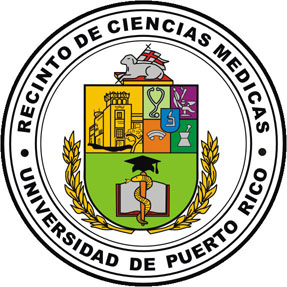 RECINTO DE CIENCIAS MEDICAS
UNIVERSIDAD DE PUERTO RICO